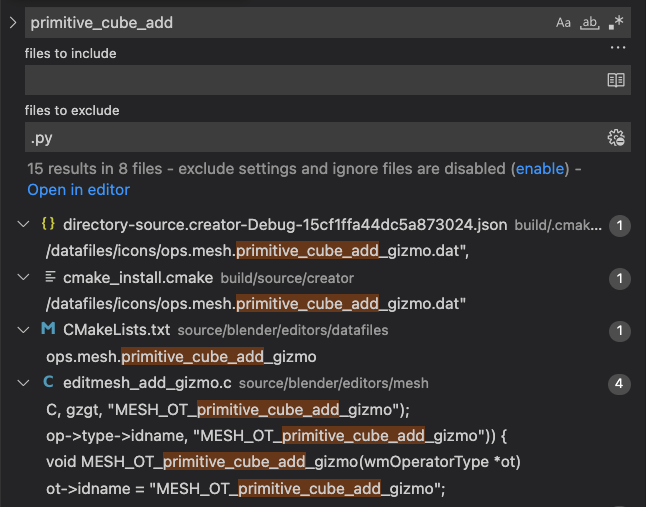 primitive_cube_add
Aa ab, .*
files to include
files to exclude
.py
15 results in 8 files - exclude settings and ignore files are disabled (enable) -
Open in editor
{} directory-source.creator-Debug-15cf1ffa44dc5a873024.json build/.cmak... 1
/datafiles/icons/ops.mesh.primitive_cube_add_gizmo.dat",
cmake_install.cmake build/source/creator 1
/datafiles/icons/ops.mesh.primitive_cube_add_gizmo.dat"
M CMakeLists.txt source/blender/editors/datafiles 1
ops.mesh.primitive_cube_add_gizmo
C editmesh_add_gizmo.c source/blender/editors/mesh 4
C, gzgt, "MESH_OT_primitive_cube_add_gizmo");
op->type->idname, "MESH_OT_primitive_cube_add_gizmo")) {
void MESH_OT_primitive_cube_add_gizmo(wmOperatorType *ot)
ot->idname = "MESH_OT_primitive_cube_add_gizmo";